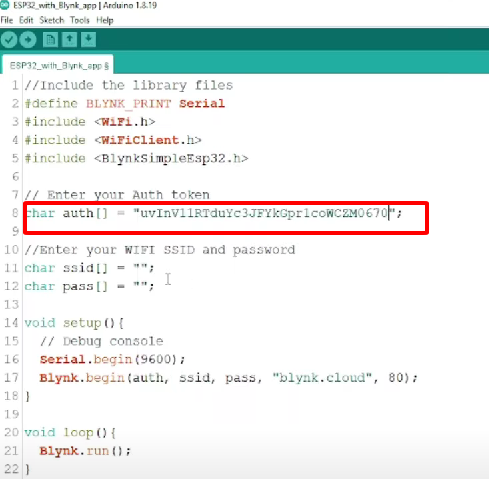 ESP32_with_Blynk_app | Arduino 1.8.19
File Edit Sketch Tools Help
ESP32_with_Blynk_app §
1 //Include the library files
2 #define BLYNK_PRINT Serial
3 #include <WiFi.h>
4 #include <WiFiClient.h>
5 #include <BlynkSimpleEsp32.h>
6
7 // Enter your Auth token
8 char auth[] = "uvInVl1RTduYc3JFYkGpr1coWCZM0670";
9
10 //Enter your WIFI SSID and password
11 char ssid[] = "";
12 char pass[] = "";
13
14 void setup(){
15 // Debug console
16 Serial.begin(9600);
17 Blynk.begin(auth, ssid, pass, "blynk.cloud", 80);
18 }
19
20 void loop(){
21 Blynk.run();
22 }